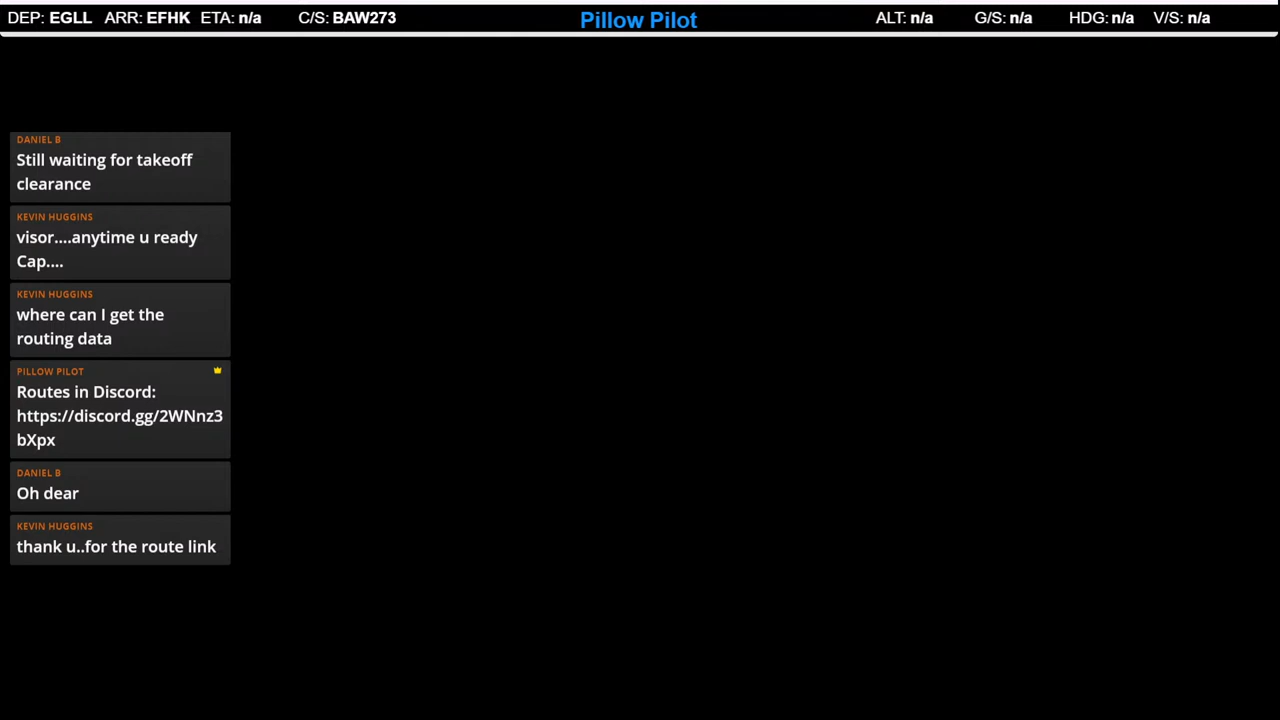 DEP: EGLL ARR: EFHK ETA: n/a C/S: BAW273 Pillow Pilot ALT: n/a G/S: n/a HDG: n/a V/S: n/a
DANIEL B
Still waiting for takeoff
clearance
KEVIN HUGGINS
visor....anytime u ready
Cap....
KEVIN HUGGINS
where can I get the
routing data
PILLOW PILOT
Routes in Discord:
https://discord.gg/2WNnz3
bXpx
DANIEL B
Oh dear
KEVIN HUGGINS
thank u..for the route link